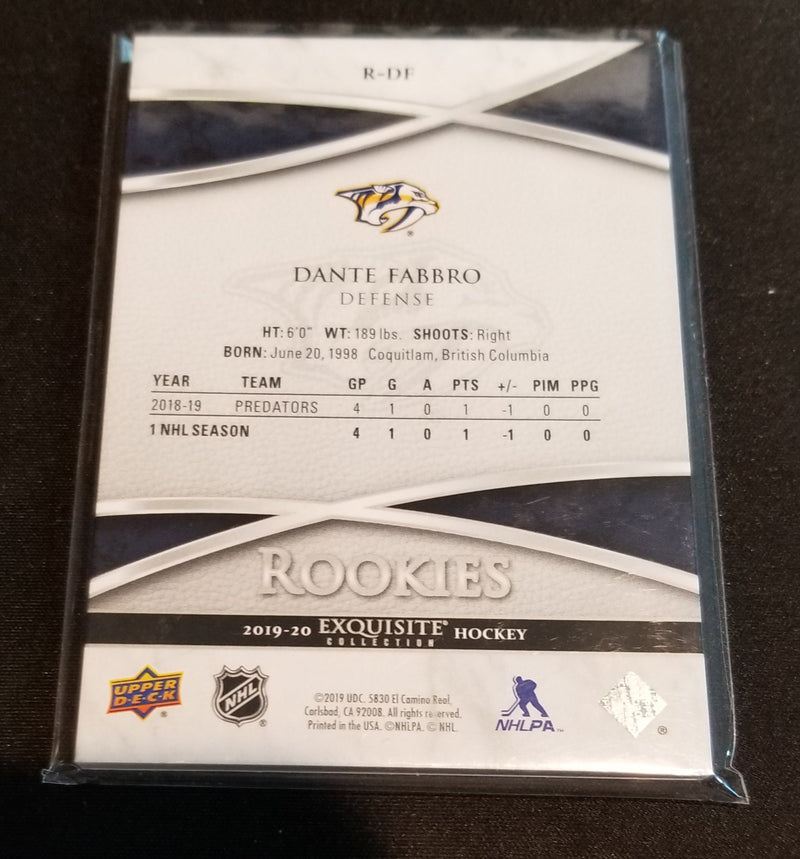 R-DF
DANTE FABBRO
DEFENSE
HT: 6'0" WT: 189 lbs. SHOOTS: Right
BORN: June 20, 1998 Coquitlam, British Columbia
YEAR TEAM GP G A PTS +/- PIM PPG
2018-19 PREDATORS 4 1 0 1 -1 0 0
1 NHL SEASON 4 1 0 1 -1 0 0
ROOKIES
2019-20 EXQUISITE® HOCKEY
COLLECTION
UPPER
D·E·C·K
®
NHL
®
©2019 UDC. 5830 El Camino Real,
Carlsbad, CA 92008. All rights reserved.
Printed in the USA. ©NHLPA. © NHL.
NHLPA™
®